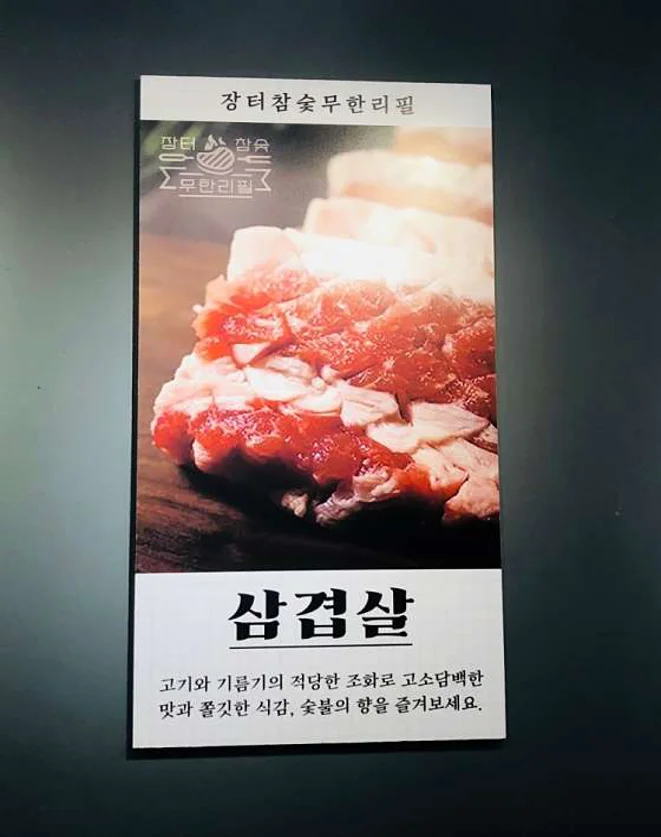 장터참숯무한리필
장터 참숯
무한리필
삼겹살
고기와 기름기의 적당한 조화로 고소담백한
맛과 쫄깃한 식감, 숯불의 향을 즐겨보세요.